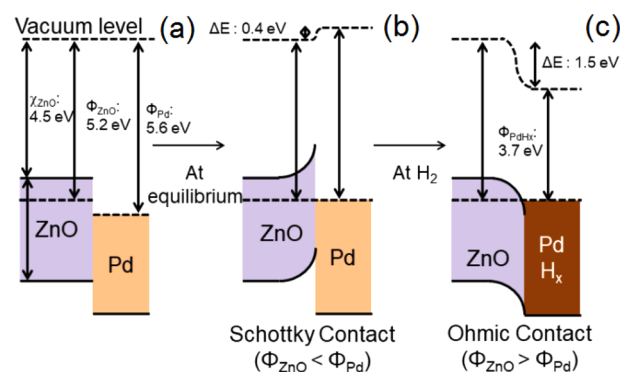 Vacuum level
(a)
χZnO:
4.5 eV
ΦZnO:
5.2 eV
ΦPd:
5.6 eV
ZnO
Pd
At
equilibrium
ΔE : 0.4 eV
(b)
ZnO
Pd
Schottky Contact
(ΦZnO < ΦPd)
At H2
(c)
ΔE : 1.5 eV
ΦPdHx:
3.7 eV
ZnO
Pd
Hx
Ohmic Contact
(ΦZnO > ΦPd)